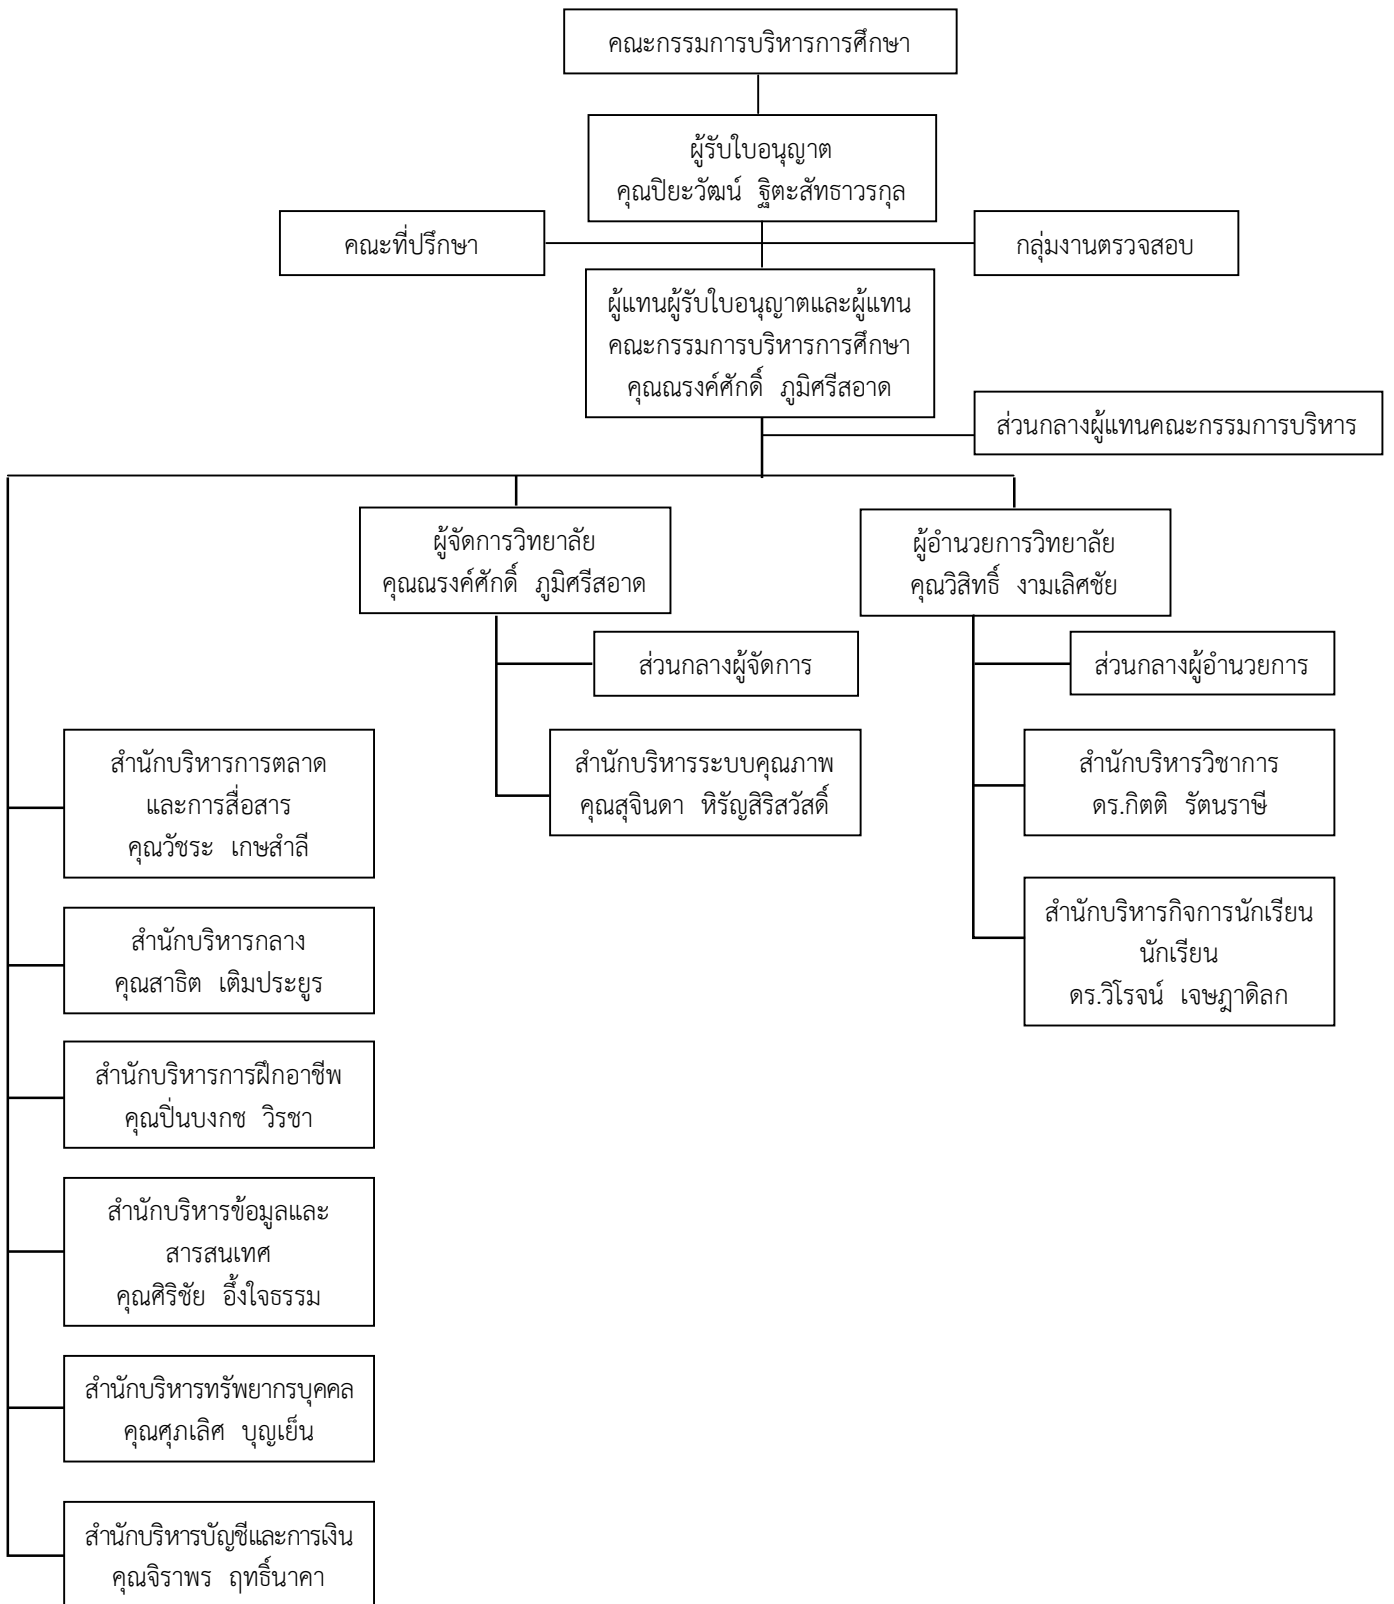 คณะกรรมการบริหารการศึกษา
ผู้รับใบอนุญาต
คุณปิยะวัฒน์ ฐิตะสัทธาวรกุล
คณะที่ปรึกษา
กลุ่มงานตรวจสอบ
ผู้แทนผู้รับใบอนุญาตและผู้แทน
คณะกรรมการบริหารการศึกษา
คุณณรงค์ศักดิ์ ภูมิศรีสอาด
ส่วนกลางผู้แทนคณะกรรมการบริหาร
ผู้จัดการวิทยาลัย
คุณณรงค์ศักดิ์ ภูมิศรีสอาด
ผู้อำนวยการวิทยาลัย
คุณวิสิทธิ์ งามเลิศชัย
ส่วนกลางผู้จัดการ
ส่วนกลางผู้อำนวยการ
สำนักบริหารการตลาด
และการสื่อสาร
คุณวัชระ เกษสำลี
สำนักบริหารระบบคุณภาพ
คุณสุจินดา หิรัญสิริสวัสดิ์
สำนักบริหารวิชาการ
ดร.กิตติ รัตนราษี
สำนักบริหารกิจการนักเรียน
นักเรียน
ดร.วิโรจน์ เจษฎาดิลก
สำนักบริหารกลาง
คุณสาธิต เติมประยูร
สำนักบริหารการฝึกอาชีพ
คุณปิ่นบงกช วิรชา
สำนักบริหารข้อมูลและ
สารสนเทศ
คุณศิริชัย อึ้งใจธรรม
สำนักบริหารทรัพยากรบุคคล
คุณศุภเลิศ บุญเย็น
สำนักบริหารบัญชีและการเงิน
คุณจิราพร ฤทธิ์นาคา